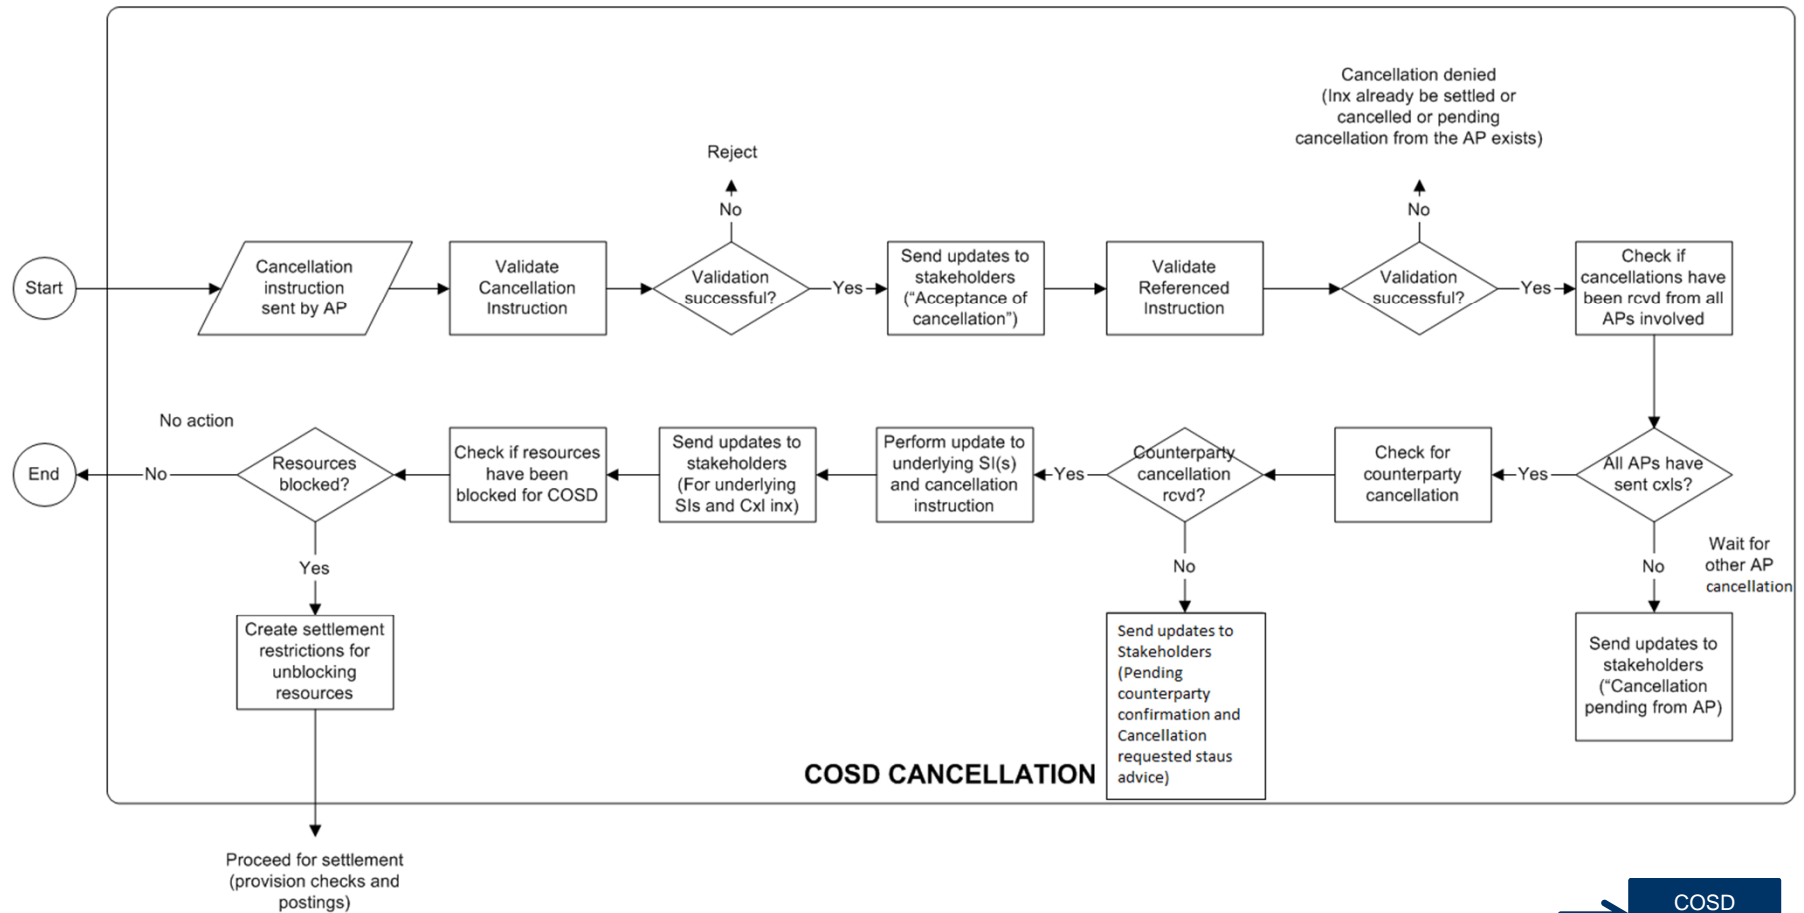 Cancellation denied
(Inx already be settled or
cancelled or pending
cancellation from the AP exists)
Reject
No
No
Start
Cancellation
instruction
sent by AP
Validate
Cancellation
Instruction
Validation
successful?
Yes
Send updates to
stakeholders
(“Acceptance of
cancellation”)
Validate
Referenced
Instruction
Validation
successful?
Yes
Check if
cancellations have
been rcvd from all
APs involved
All APs have
sent cxls?
Yes
Check for
counterparty
cancellation
Counterparty
cancellation
rcvd?
Yes
Perform update to
underlying SI(s)
and cancellation
instruction
Send updates to
stakeholders
(For underlying
SIs and Cxl inx)
Check if resources
have been
blocked for COSD
Resources
blocked?
No action
No
End
Yes
Create settlement
restrictions for
unblocking
resources
No
Send updates to
Stakeholders
(Pending
counterparty
confirmation and
Cancellation
requested staus
advice)
No
Wait for
other AP
cancellation
Send updates to
stakeholders
(“Cancellation
pending from AP)
COSD CANCELLATION
Proceed for settlement
(provision checks and
postings)
COSD